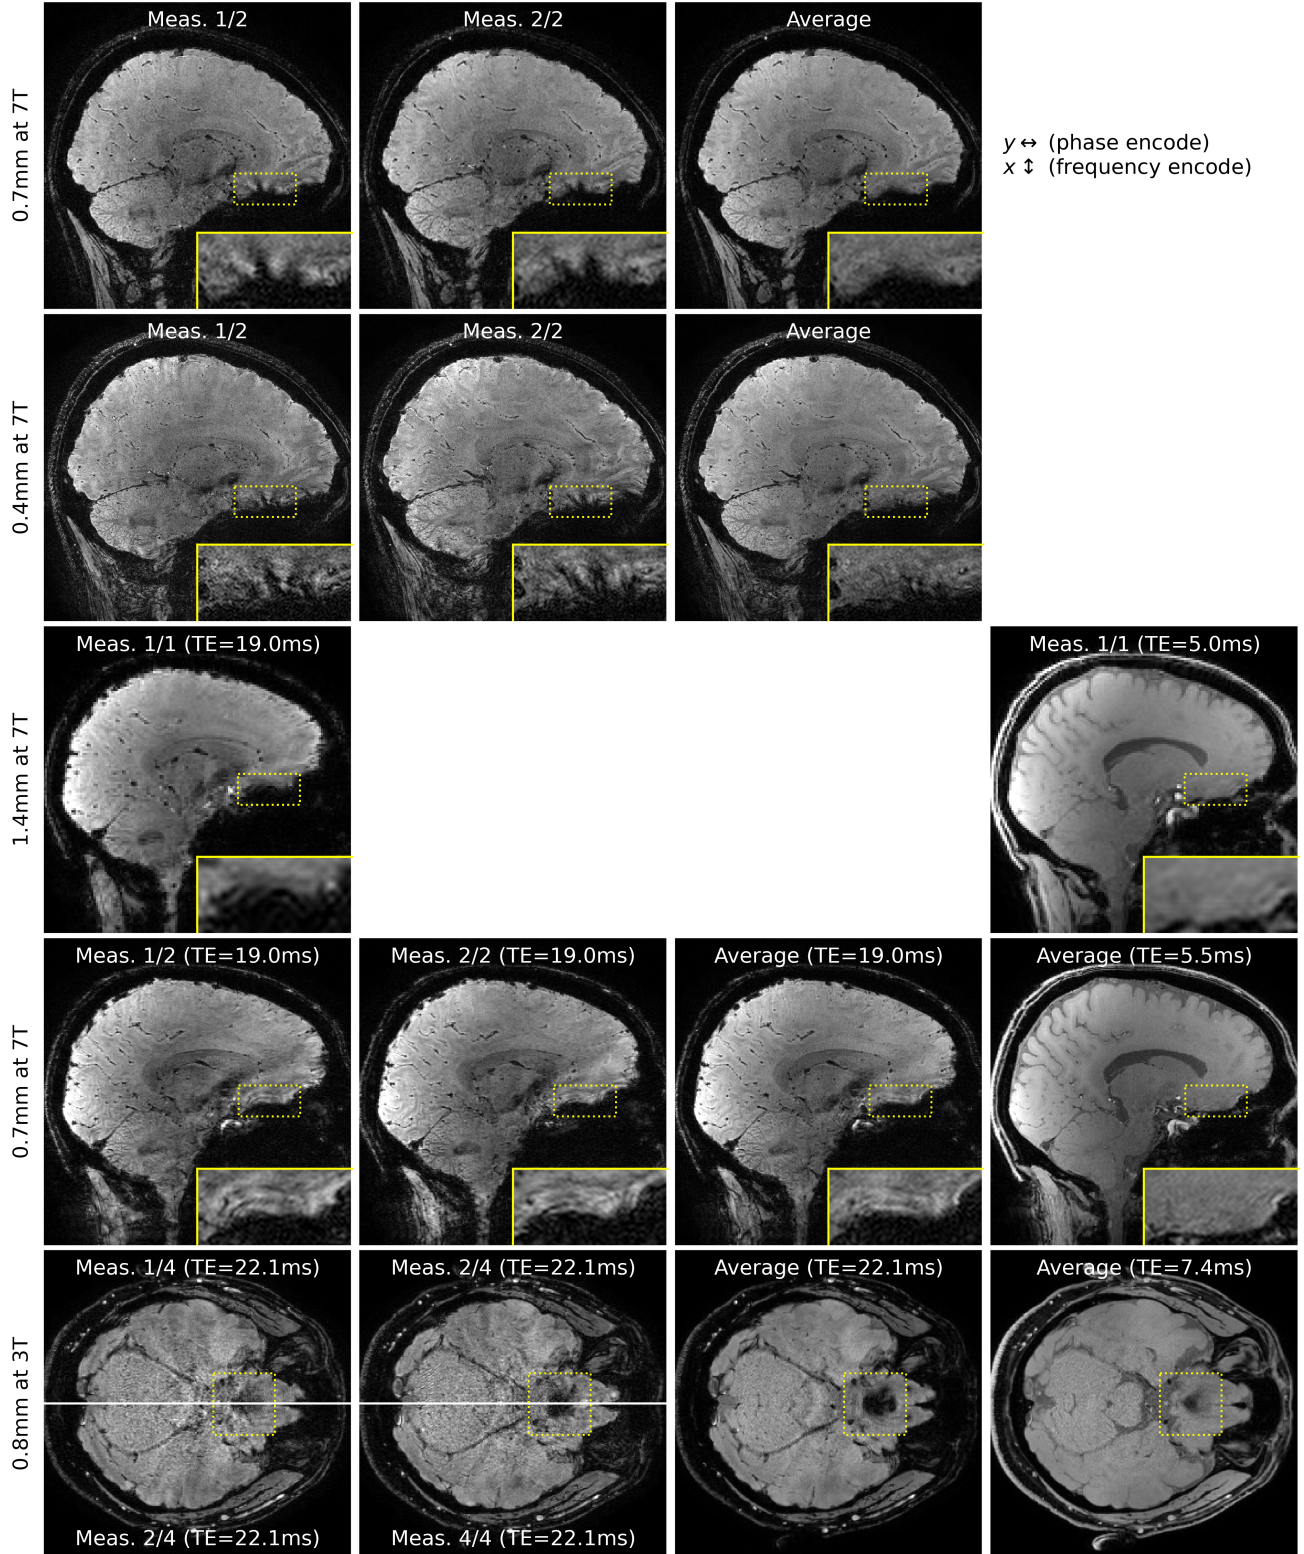 Meas. 1/2
Meas. 2/2
Average
0.7mm at 7T
y ↔ (phase encode)
x ↕ (frequency encode)
Meas. 1/2
Meas. 2/2
Average
0.4mm at 7T
Meas. 1/1 (TE=19.0ms)
Meas. 1/1 (TE=5.0ms)
1.4mm at 7T
Meas. 1/2 (TE=19.0ms)
Meas. 2/2 (TE=19.0ms)
Average (TE=19.0ms)
Average (TE=5.5ms)
0.7mm at 7T
Meas. 1/4 (TE=22.1ms)
Meas. 2/4 (TE=22.1ms)
Average (TE=22.1ms)
Average (TE=7.4ms)
0.8mm at 3T
Meas. 2/4 (TE=22.1ms)
Meas. 4/4 (TE=22.1ms)